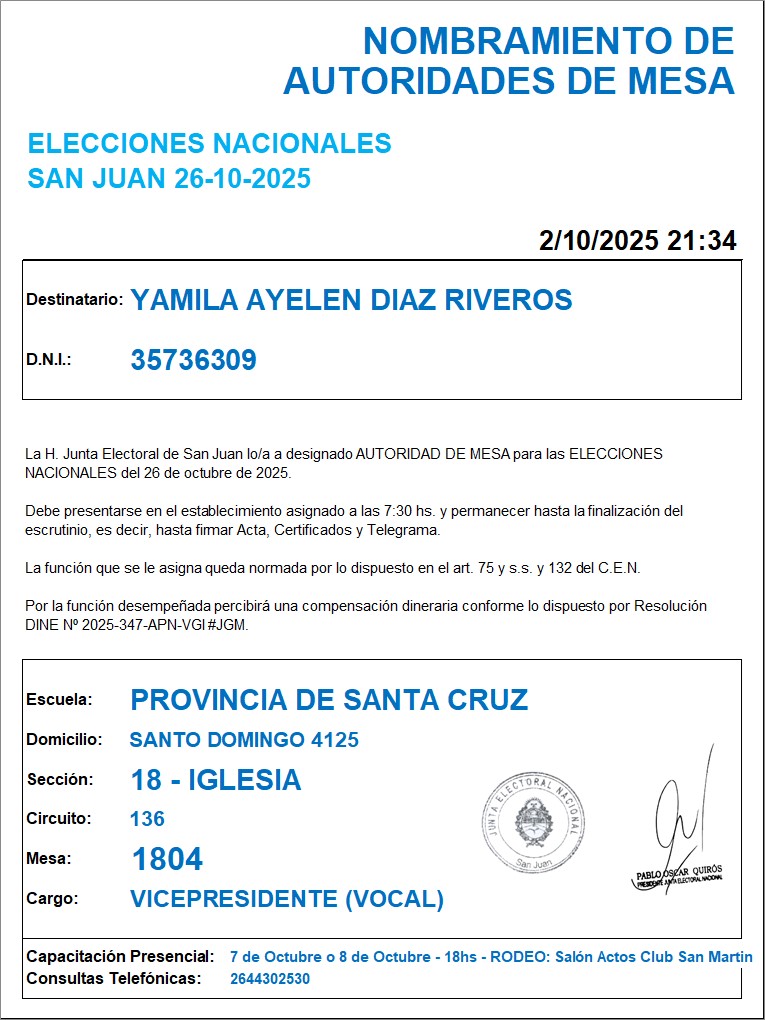 NOMBRAMIENTO DE
AUTORIDADES DE MESA
ELECCIONES NACIONALES
SAN JUAN 26-10-2025
2/10/2025 21:34
Destinatario: YAMILA AYELEN DIAZ RIVEROS
D.N.I.: 35736309
La H. Junta Electoral de San Juan lo/a a designado AUTORIDAD DE MESA para las ELECCIONES
NACIONALES del 26 de octubre de 2025.
Debe presentarse en el establecimiento asignado a las 7:30 hs. y permanecer hasta la finalización del
escrutinio, es decir, hasta firmar Acta, Certificados y Telegrama.
La función que se le asigna queda normada por lo dispuesto en el art. 75 y s.s. y 132 del C.E.N.
Por la función desempeñada percibirá una compensación dineraria conforme lo dispuesto por Resolución
DINE Nº 2025-347-APN-VGI#JGM.
Escuela: PROVINCIA DE SANTA CRUZ
Domicilio: SANTO DOMINGO 4125
Sección: 18 - IGLESIA
Circuito: 136
Mesa: 1804
Cargo: VICEPRESIDENTE (VOCAL)
JUNTA ELECTORAL NACIONAL
San Juan
PABLO OSCAR QUIRÓS
PRESIDENTE JUNTA ELECTORAL NACIONAL
Capacitación Presencial: 7 de Octubre o 8 de Octubre - 18hs - RODEO: Salón Actos Club San Martin
Consultas Telefónicas: 2644302530